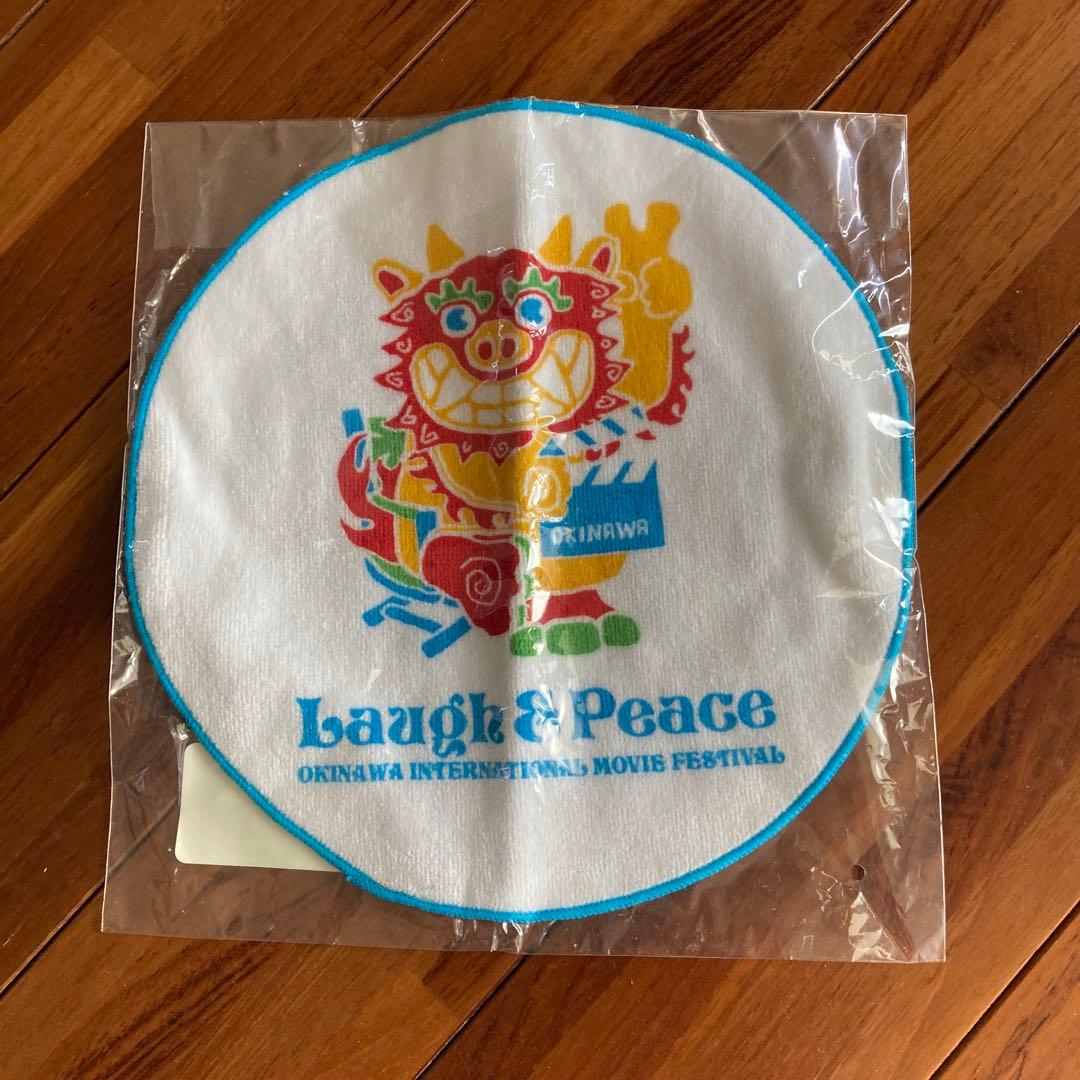 OKINAWA
Laugh & Peace
OKINAWA INTERNATIONAL MOVIE FESTIVAL